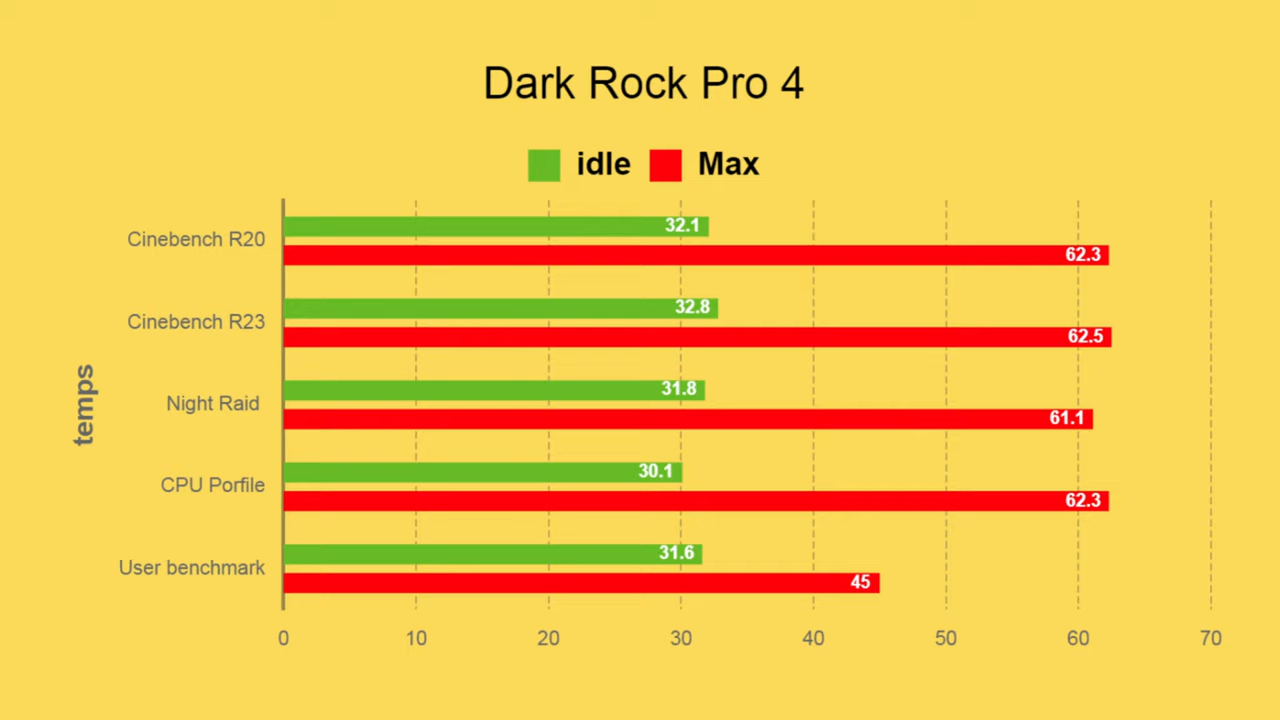 Dark Rock Pro 4
idle Max
Cinebench R20
32.1
62.3
Cinebench R23
32.8
62.5
Night Raid
31.8
61.1
CPU Porfile
30.1
62.3
User benchmark
31.6
45
temps
0 10 20 30 40 50 60 70